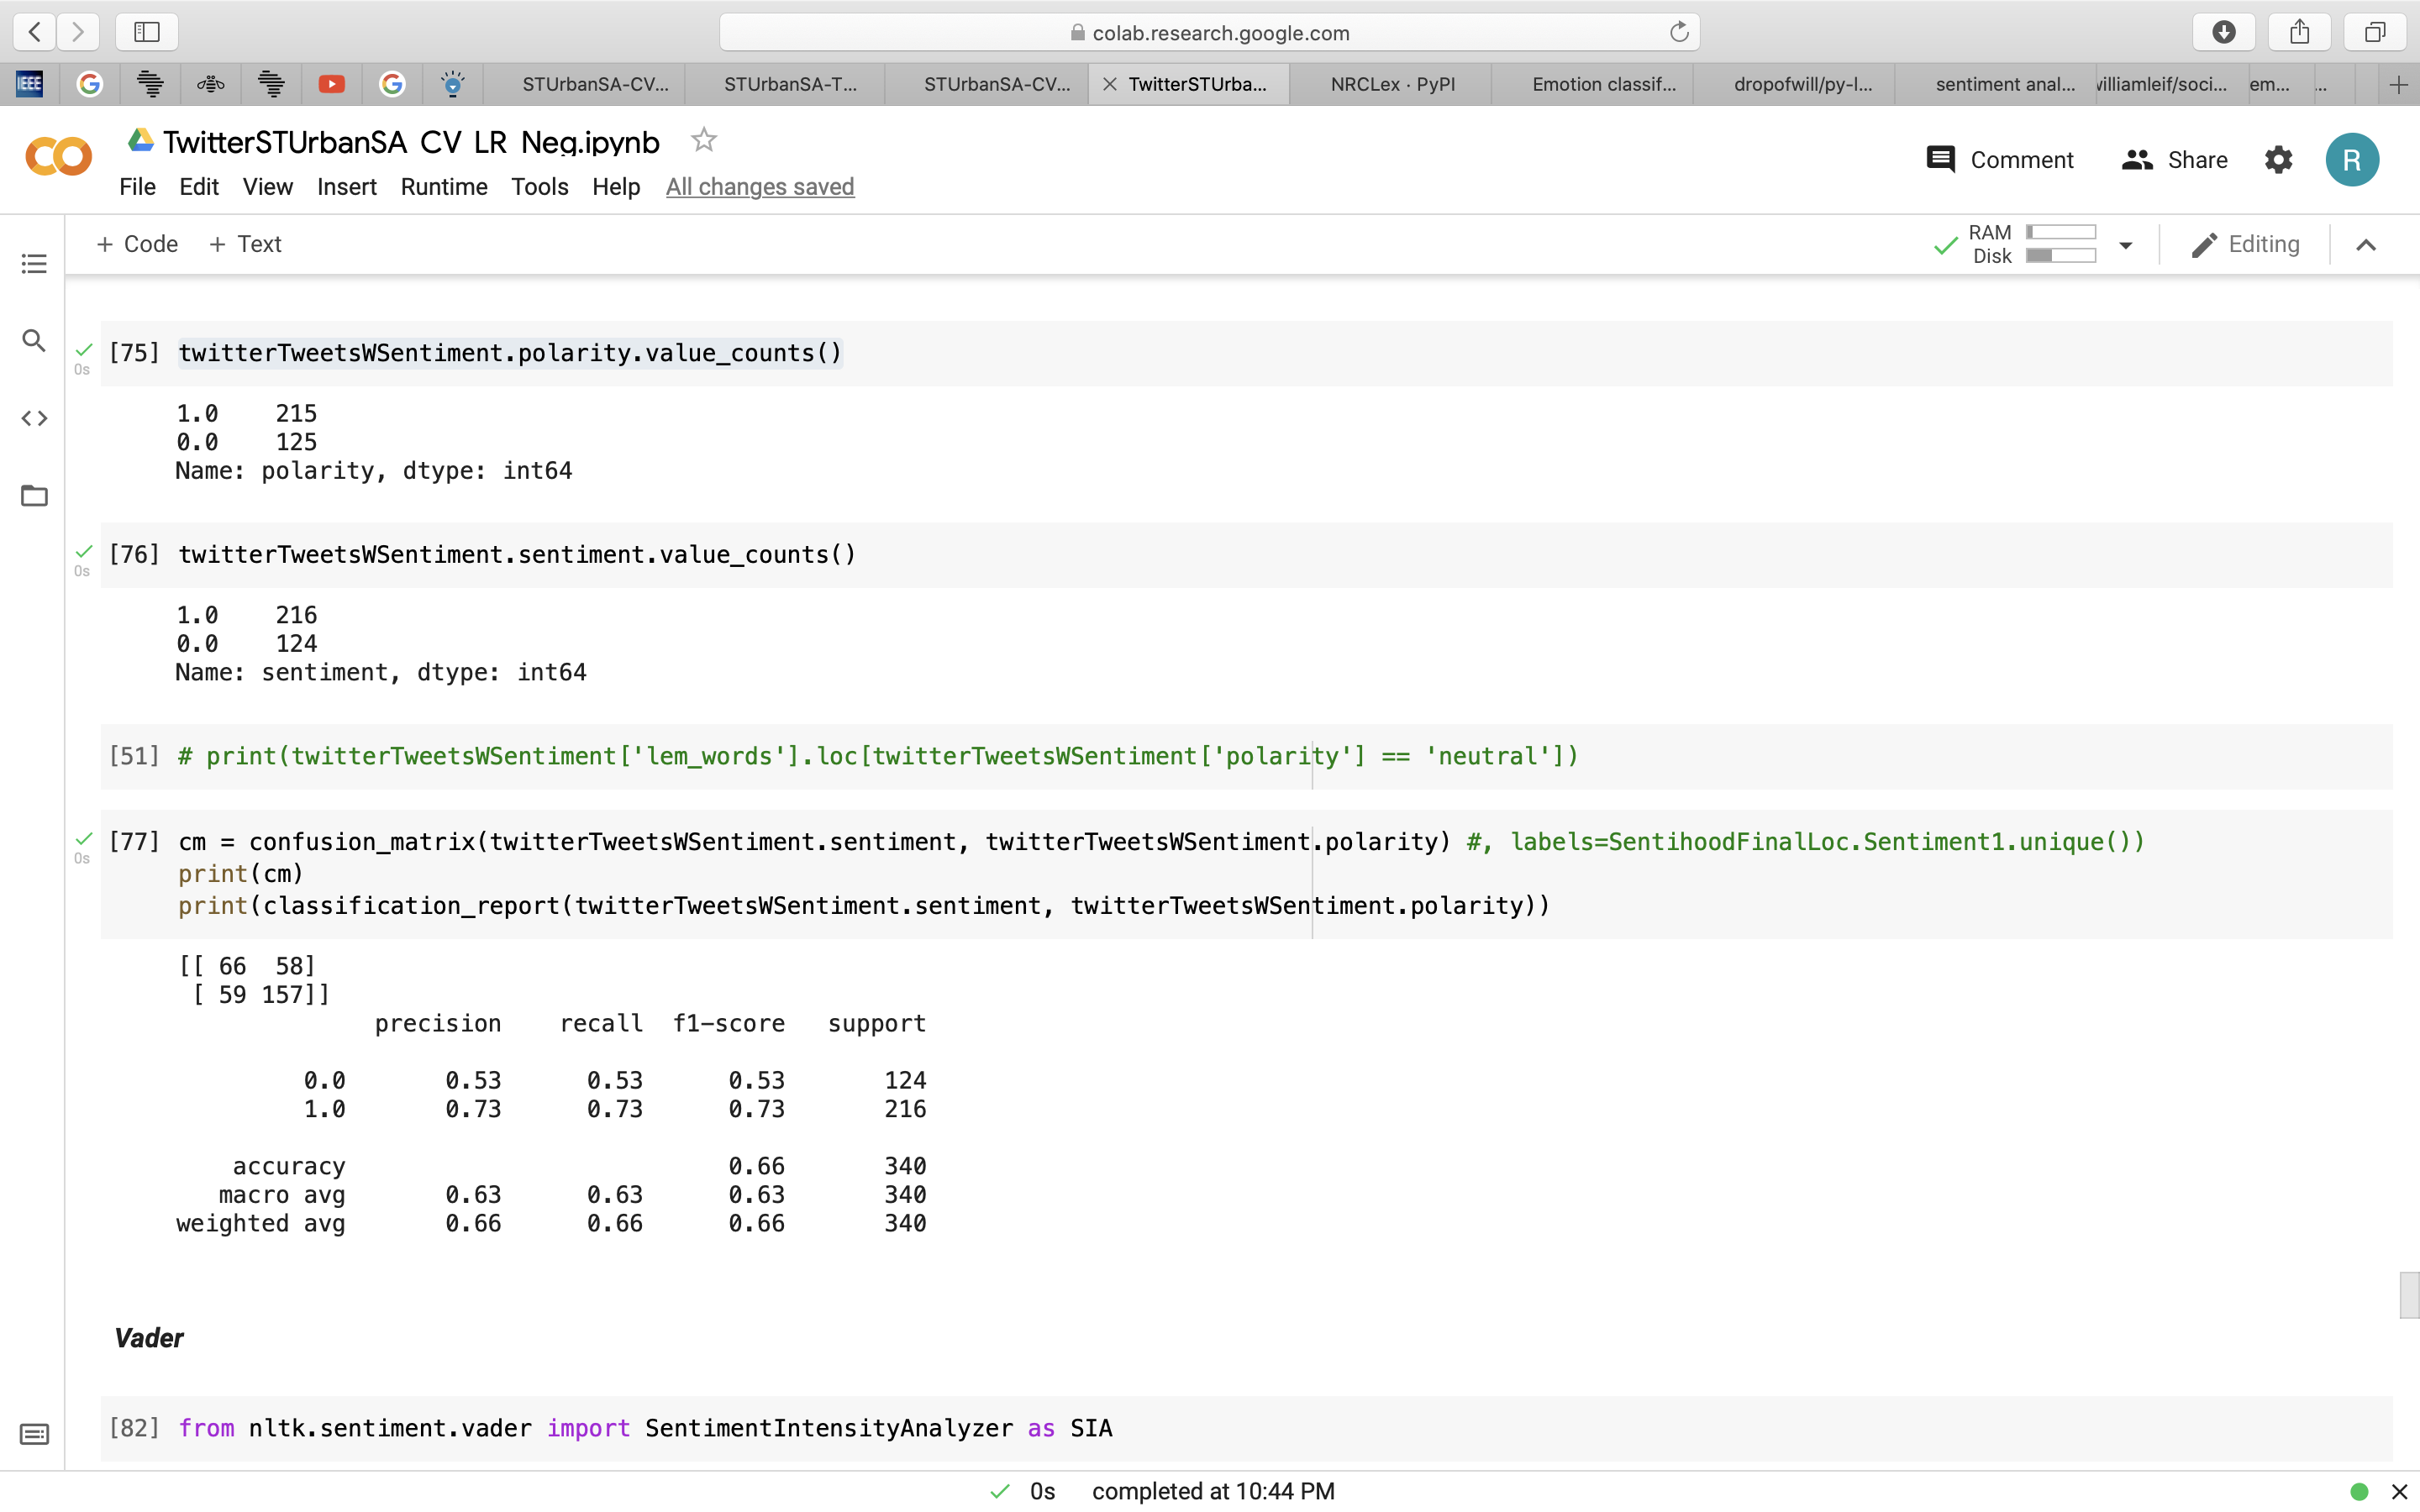 colab.research.google.com
IEEE
STUrbanSA-CV...
STUrbanSA-T...
STUrbanSA-CV...
TwitterSTUrba...
NRCLex · PyPI
Emotion classif...
dropofwill/py-l...
sentiment anal...
villiamleif/soci...
em...
...
TwitterSTUrbanSA_CV_LR_Neg.ipynb
Comment
Share
R
File Edit View Insert Runtime Tools Help All changes saved
+ Code + Text
RAM
Disk
Editing
[75] twitterTweetsWSentiment.polarity.value_counts()
0s
1.0 215
0.0 125
Name: polarity, dtype: int64
[76] twitterTweetsWSentiment.sentiment.value_counts()
0s
1.0 216
0.0 124
Name: sentiment, dtype: int64
[51] # print(twitterTweetsWSentiment['lem_words'].loc[twitterTweetsWSentiment['polarity'] == 'neutral'])
[77] cm = confusion_matrix(twitterTweetsWSentiment.sentiment, twitterTweetsWSentiment.polarity) #, labels=SentihoodFinalLoc.Sentiment1.unique())
0s
print(cm)
print(classification_report(twitterTweetsWSentiment.sentiment, twitterTweetsWSentiment.polarity))
[[ 66 58]
[ 59 157]]
precision recall f1-score support
0.0 0.53 0.53 0.53 124
1.0 0.73 0.73 0.73 216
accuracy 0.66 340
macro avg 0.63 0.63 0.63 340
weighted avg 0.66 0.66 0.66 340
Vader
[82] from nltk.sentiment.vader import SentimentIntensityAnalyzer as SIA
0s completed at 10:44 PM